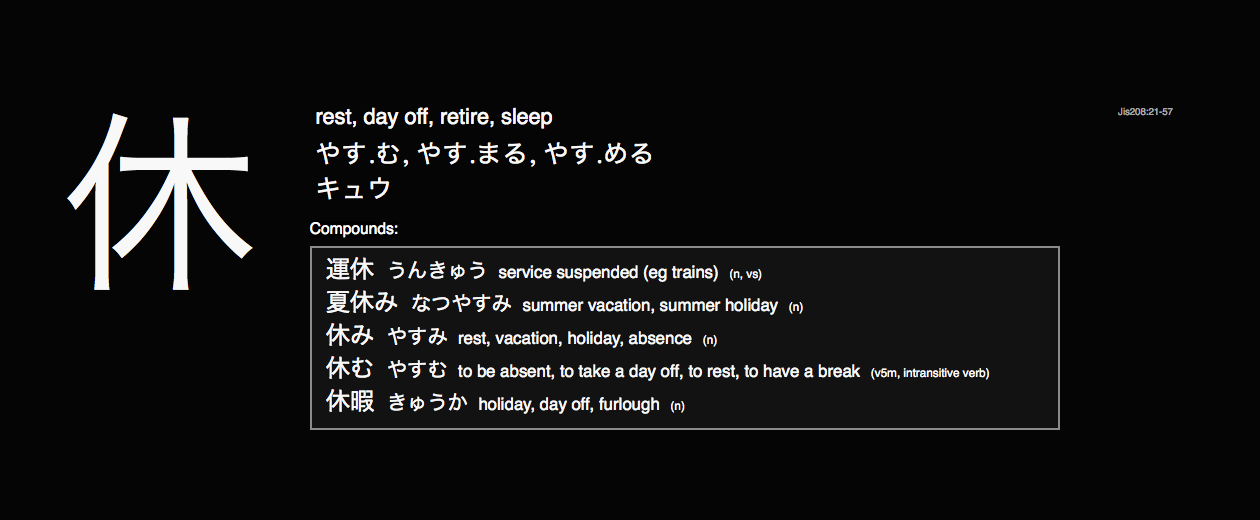 休
rest, day off, retire, sleep
Jis208:21-57
やす.む, やす.まる, やす.める
キュウ
Compounds:
運休 うんきゅう service suspended (eg trains) (n, vs)
夏休み なつやすみ summer vacation, summer holiday (n)
休み やすみ rest, vacation, holiday, absence (n)
休む やすむ to be absent, to take a day off, to rest, to have a break (v5m, intransitive verb)
休暇 きゅうか holiday, day off, furlough (n)